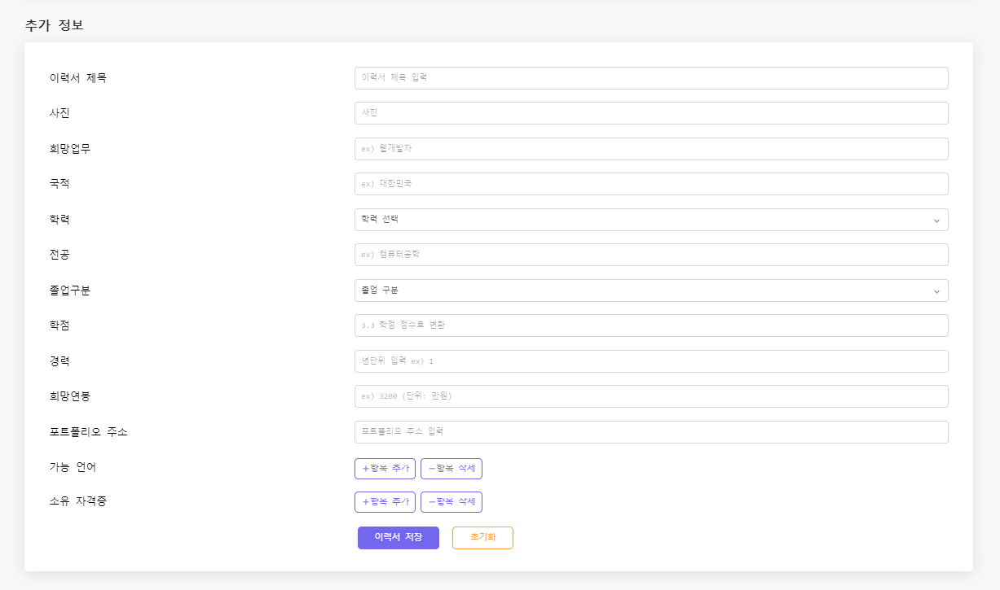 추가 정보
이력서 제목 이력서 제목 입력
사진 사진
희망업무 ex) 웹개발자
국적 ex) 대한민국
학력 학력 선택
전공 ex) 컴퓨터공학
졸업구분 졸업 구분
학점 3.3 학점 점수로 변환
경력 년단위 입력 ex) 1
희망연봉 ex) 3200 (단위: 만원)
포트폴리오 주소 포트폴리오 주소 입력
가능 언어 +항목 추가 −항목 삭제
소유 자격증 +항목 추가 −항목 삭제
이력서 저장 초기화